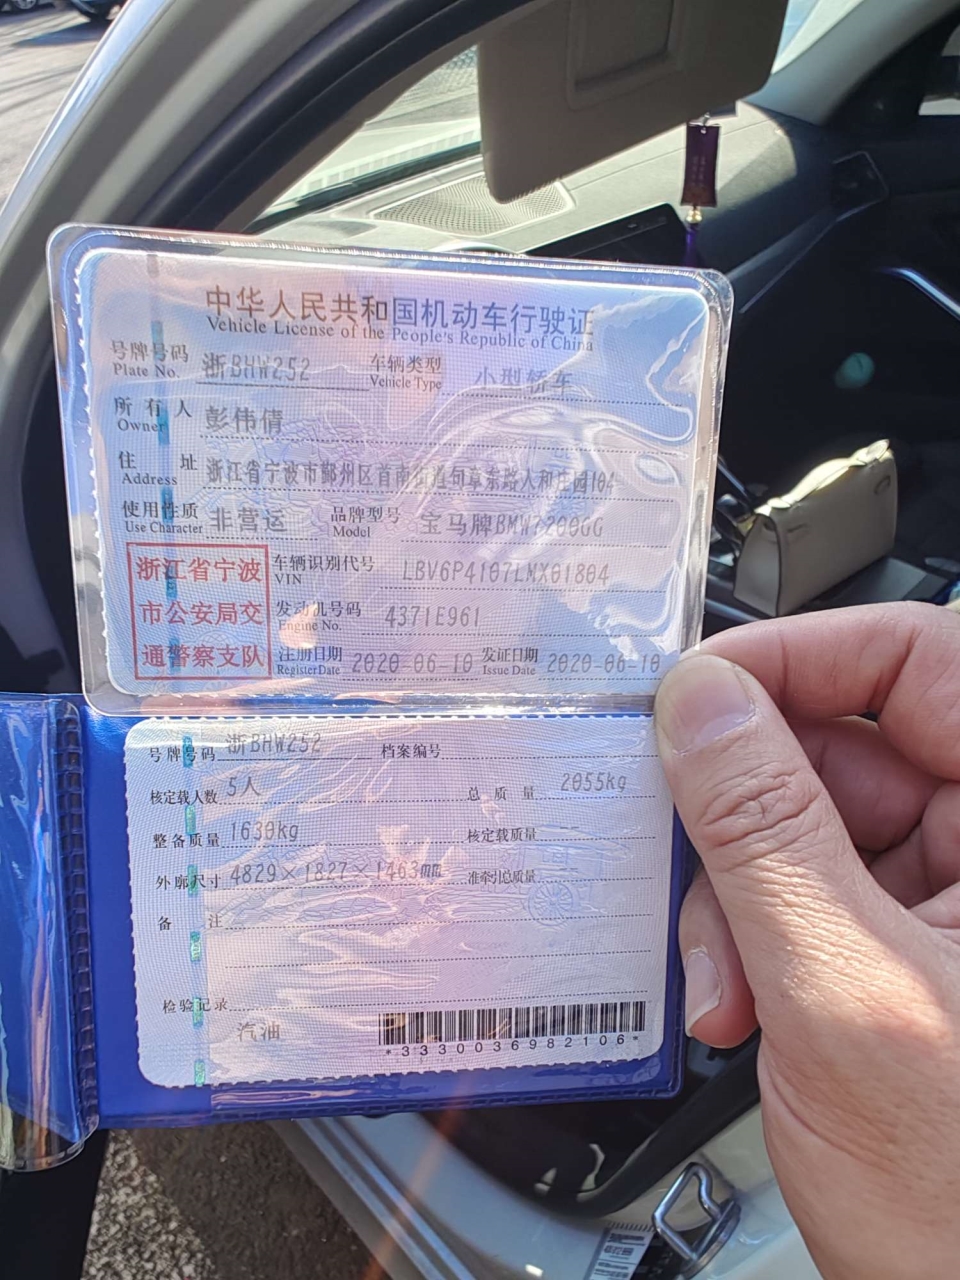 中华人民共和国机动车行驶证
Vehicle License of the People's Republic of China
号牌号码 浙BHW252 车辆类型 小型轿车
Plate No. Vehicle Type
所有人 彭伟倩
Owner
住址 浙江省宁波市鄞州区首南街道句章东路人和庄园104
Address
使用性质 非营运 品牌型号 宝马牌BMW7200GG
Use Character Model
浙江省宁波
市公安局交
通警察支队
车辆识别代号 LBV6P4107LMX01804
VIN
发动机号码 4371E961
Engine No.
注册日期 2020-06-10 发证日期 2020-06-10
Register Date Issue Date
号牌号码 浙BHW252 档案编号
核定载人数 5人 总质量 2055kg
整备质量 1630kg 核定载质量 --
外廓尺寸 4829×1827×1463mm 准牵引总质量 --
备注
检验记录
汽油
*3330036982106*